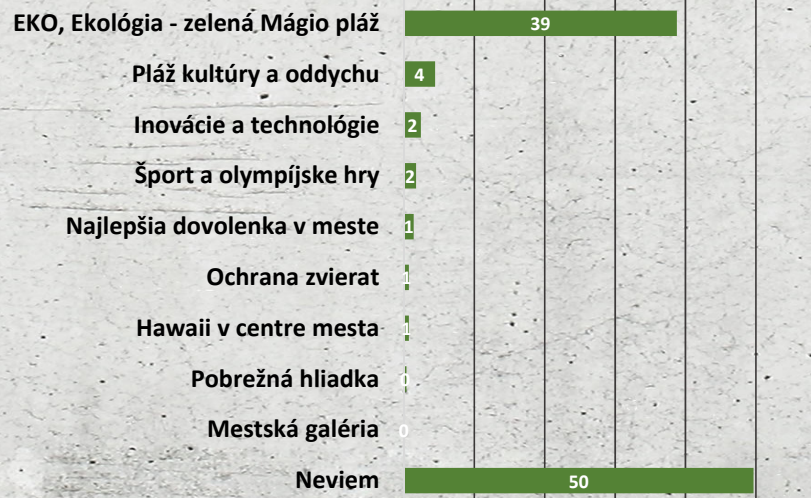 EKO, Ekológia - zelená Mágio pláž 39
Pláž kultúry a oddychu 4
Inovácie a technológie 2
Šport a olympíjske hry 2
Najlepšia dovolenka v meste 1
Ochrana zvierat 1
Hawaii v centre mesta 1
Pobrežná hliadka 0
Mestská galéria 0
Neviem 50